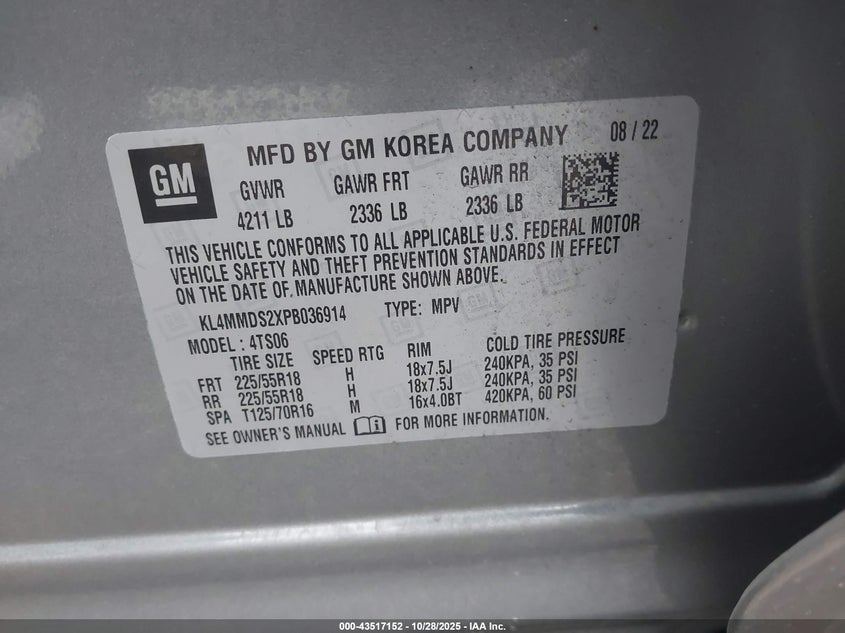 GM
MFD BY GM KOREA COMPANY 08 / 22
GVWR GAWR FRT GAWR RR
4211 LB 2336 LB 2336 LB
THIS VEHICLE CONFORMS TO ALL APPLICABLE U.S. FEDERAL MOTOR
VEHICLE SAFETY AND THEFT PREVENTION STANDARDS IN EFFECT
ON THE DATE OF MANUFACTURE SHOWN ABOVE.
KL4MMDS2XPB036914 TYPE: MPV
MODEL: 4TS06
TIRE SIZE SPEED RTG RIM COLD TIRE PRESSURE
FRT 225/55R18 H 18x7.5J 240KPA, 35 PSI
RR 225/55R18 H 18x7.5J 240KPA, 35 PSI
SPA T125/70R16 M 16x4.0BT 420KPA, 60 PSI
SEE OWNER'S MANUAL FOR MORE INFORMATION.
000-43517152 - 10/28/2025 - IAA Inc.